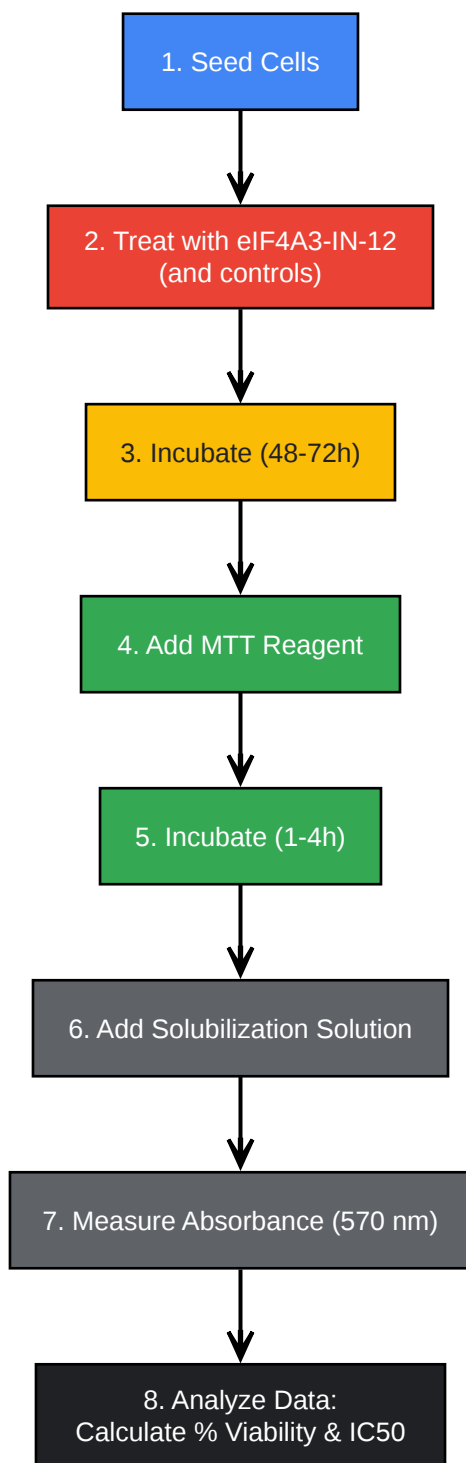 1. Seed Cells
2. Treat with eIF4A3-IN-12
(and controls)
3. Incubate (48-72h)
4. Add MTT Reagent
5. Incubate (1-4h)
6. Add Solubilization Solution
7. Measure Absorbance (570 nm)
8. Analyze Data:
Calculate % Viability & IC50